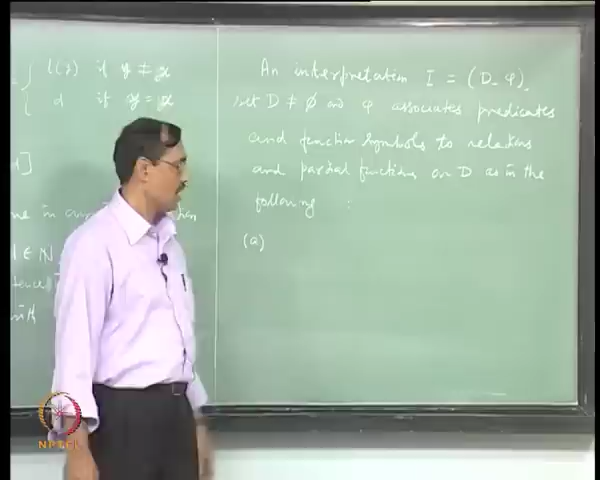 l(y) if y ≠ x
d if y = x
An interpretation I = (D, φ).
set D ≠ Ø and φ associates predicates
and function symbols to relations
and partial functions on D as in the
following :
(a)
NPTEL